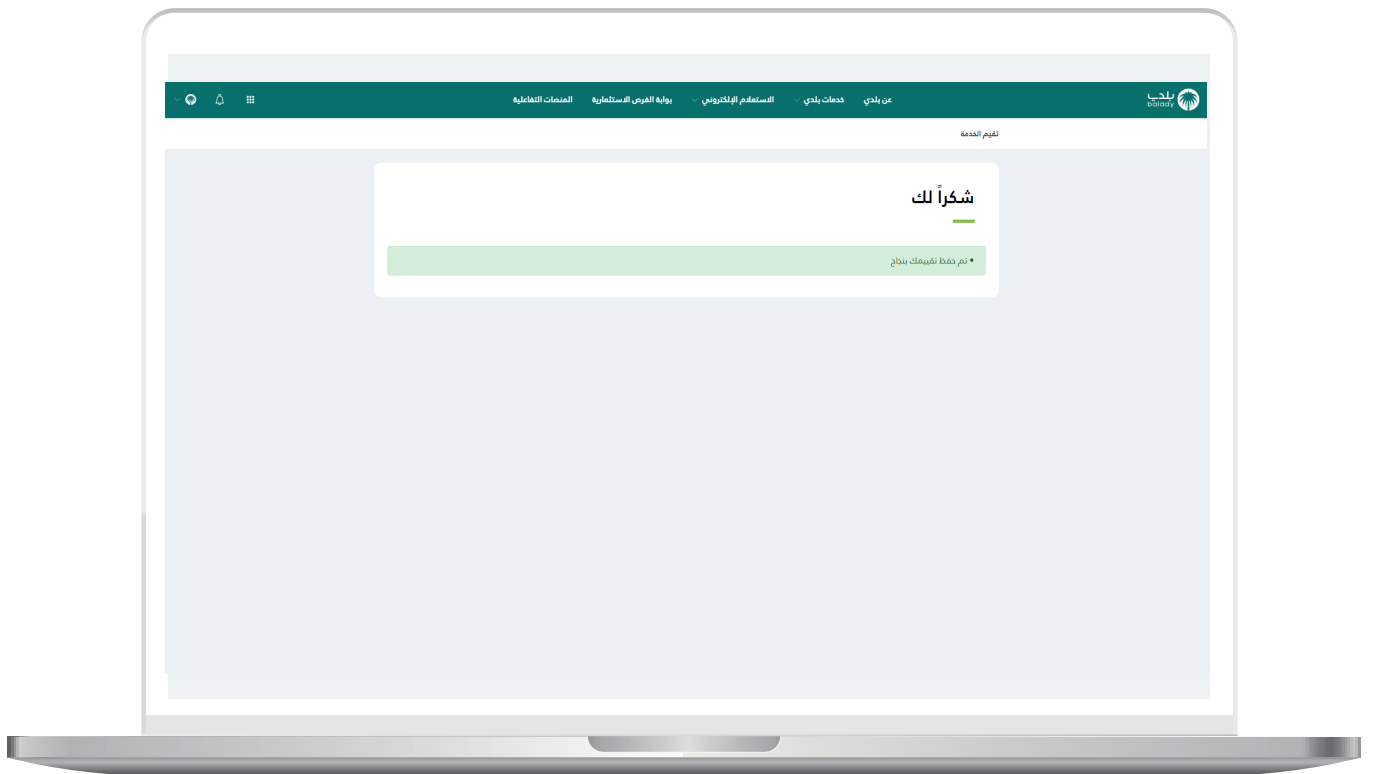 بلدي
balady
عن بلدي
خدمات بلدي
الاستعلام الإلكتروني
بوابة الفرص الاستثمارية
المنصات التفاعلية
تقيم الخدمة
شكراً لك
• تم حفظ تقييمك بنجاح